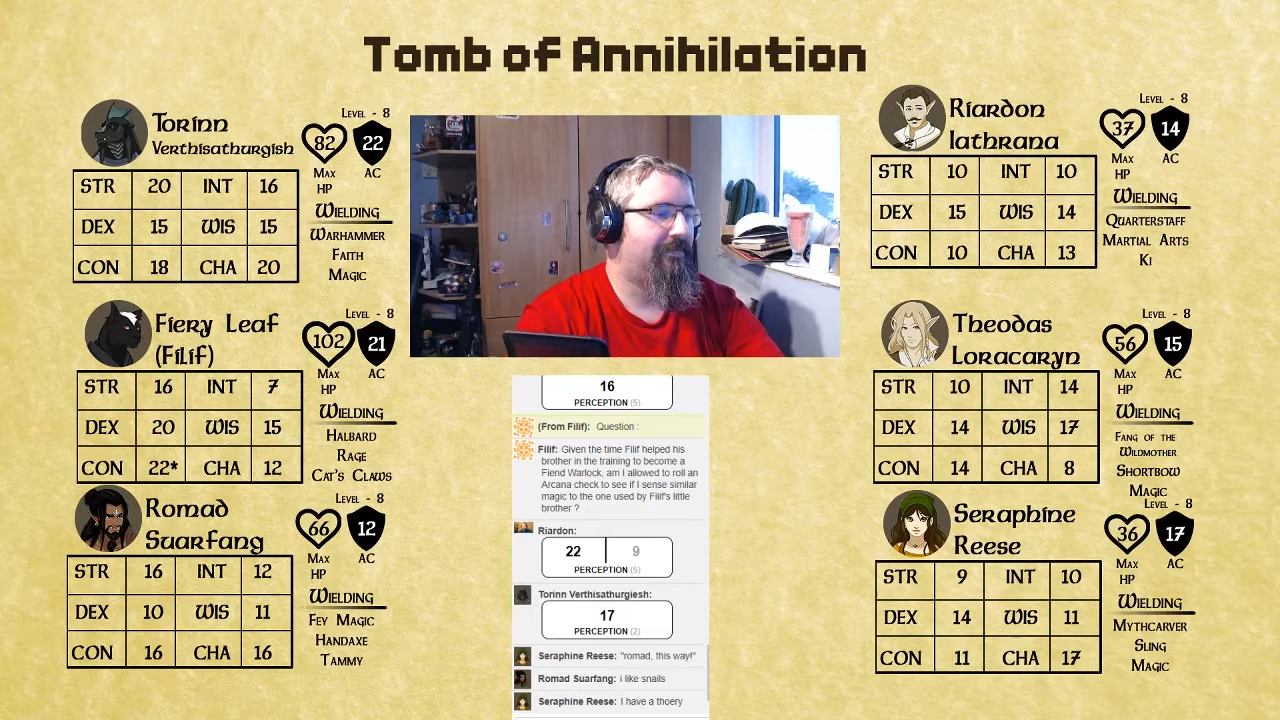 Tomb of Annihilation
Torinn
Verthisathurgish
Level - 8
82
22
Max
HP
AC
STR 20 INT 16
DEX 15 WIS 15
CON 18 CHA 20
Wielding
Warhammer
Faith
Magic
Fiery Leaf
(Filif)
Level - 8
102
21
Max
HP
AC
STR 16 INT 7
DEX 20 WIS 15
CON 22* CHA 12
Wielding
Halbard
Rage
Cat's Claws
Romad
Suarfang
Level - 8
66
12
Max
HP
AC
STR 16 INT 12
DEX 10 WIS 11
CON 16 CHA 16
Wielding
Fey Magic
Handaxe
Tammy
16
PERCEPTION (5)
(From Filif): Question :
Filif: Given the time Filif helped his
brother in the training to become a
Fiend Warlock, am I allowed to roll an
Arcana check to see if I sense similar
magic to the one used by Filif's little
brother ?
Riardon:
22 9
PERCEPTION (5)
Torinn Verthisathurgiesh:
17
PERCEPTION (2)
Seraphine Reese: "romad, this way!"
Romad Suarfang: i like snails
Seraphine Reese: I have a thoery
Riardon
Iathrana
Level - 8
37
14
Max
HP
AC
STR 10 INT 10
DEX 15 WIS 14
CON 10 CHA 13
Wielding
Quarterstaff
Martial Arts
Ki
Theodas
Loracaryn
Level - 8
56
15
Max
HP
AC
STR 10 INT 14
DEX 14 WIS 17
CON 14 CHA 8
Wielding
Fang of the
Wildmother
Shortbow
Magic
Seraphine
Reese
Level - 8
36
17
Max
HP
AC
STR 9 INT 10
DEX 14 WIS 11
CON 11 CHA 17
Wielding
Mythcarver
Sling
Magic